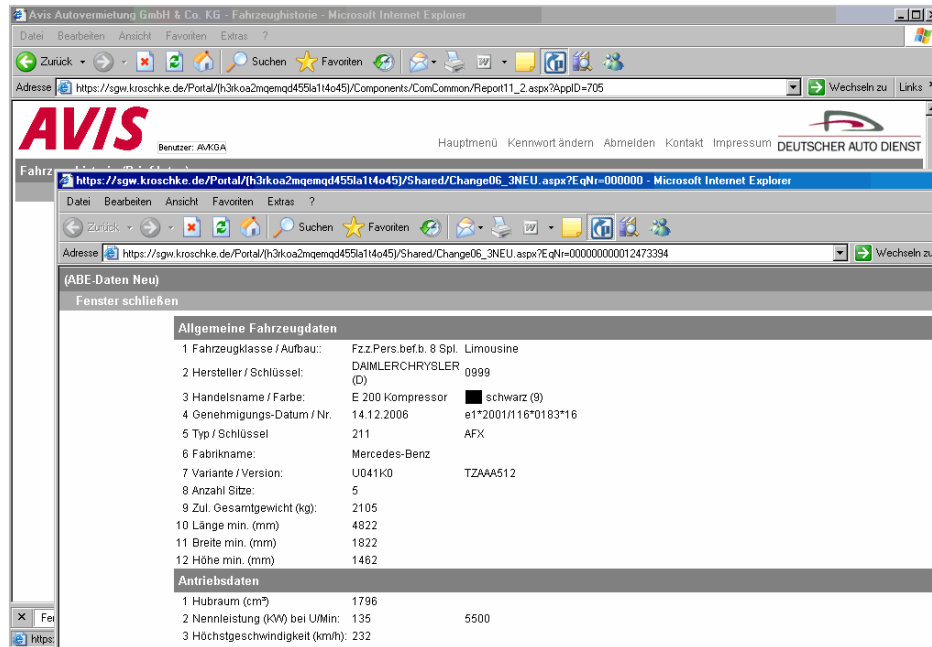 Avis Autovermietung GmbH & Co. KG - Fahrzeughistorie - Microsoft Internet Explorer
Datei Bearbeiten Ansicht Favoriten Extras ?
Zurück Suchen Favoriten
Adresse https://sgw.kroschke.de/Portal/(h3rkoa2mqemqd455la1t4o45)/Components/ComCommon/Report11_2.aspx?AppID=705 Wechseln zu Links
AVIS Benutzer: AVKGA
Hauptmenü Kennwort ändern Abmelden Kontakt Impressum DEUTSCHER AUTO DIENST
https://sgw.kroschke.de/Portal/(h3rkoa2mqemqd455la1t4o45)/Shared/Change06_3NEU.aspx?EqNr=000000 - Microsoft Internet Explorer
Datei Bearbeiten Ansicht Favoriten Extras ?
Zurück Suchen Favoriten
Adresse https://sgw.kroschke.de/Portal/(h3rkoa2mqemqd455la1t4o45)/Shared/Change06_3NEU.aspx?EqNr=000000000012473394 Wechseln zu
(ABE-Daten Neu)
Fenster schließen
Allgemeine Fahrzeugdaten
1 Fahrzeugklasse / Aufbau:: Fz.z.Pers.bef.b. 8 Spl. Limousine
2 Hersteller / Schlüssel: DAIMLERCHRYSLER (D) 0999
3 Handelsname / Farbe: E 200 Kompressor schwarz (9)
4 Genehmigungs-Datum / Nr. 14.12.2006 e1*2001/116*0183*16
5 Typ / Schlüssel 211 AFX
6 Fabrikname: Mercedes-Benz
7 Variante / Version: U041K0 TZAAA512
8 Anzahl Sitze: 5
9 Zul. Gesamtgewicht (kg): 2105
10 Länge min. (mm) 4822
11 Breite min. (mm) 1822
12 Höhe min. (mm) 1462
Antriebsdaten
1 Hubraum (cm³) 1796
2 Nennleistung (KW) bei U/Min: 135 5500
3 Höchstgeschwindigkeit (km/h): 232
https: